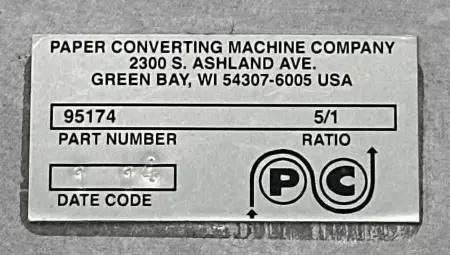 PAPER CONVERTING MACHINE COMPANY
2300 S. ASHLAND AVE.
GREEN BAY, WI 54307-6005 USA
95174 5/1
PART NUMBER RATIO
DATE CODE
PC